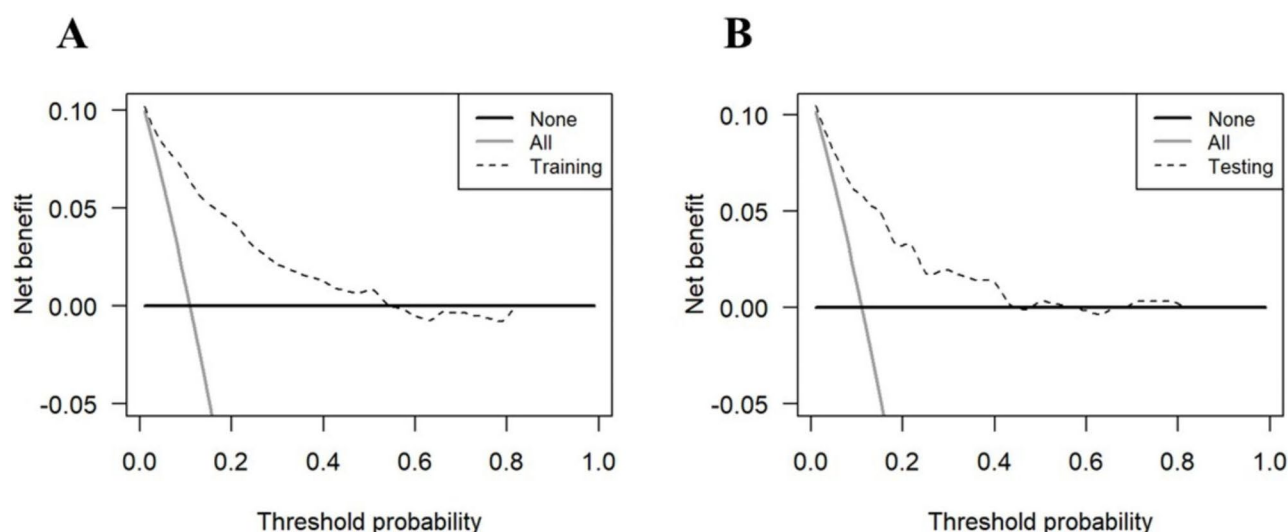 A
Net benefit
0.10
0.05
0.00
-0.05
None
All
Training
0.0 0.2 0.4 0.6 0.8 1.0
Threshold probability
B
Net benefit
0.10
0.05
0.00
-0.05
None
All
Testing
0.0 0.2 0.4 0.6 0.8 1.0
Threshold probability